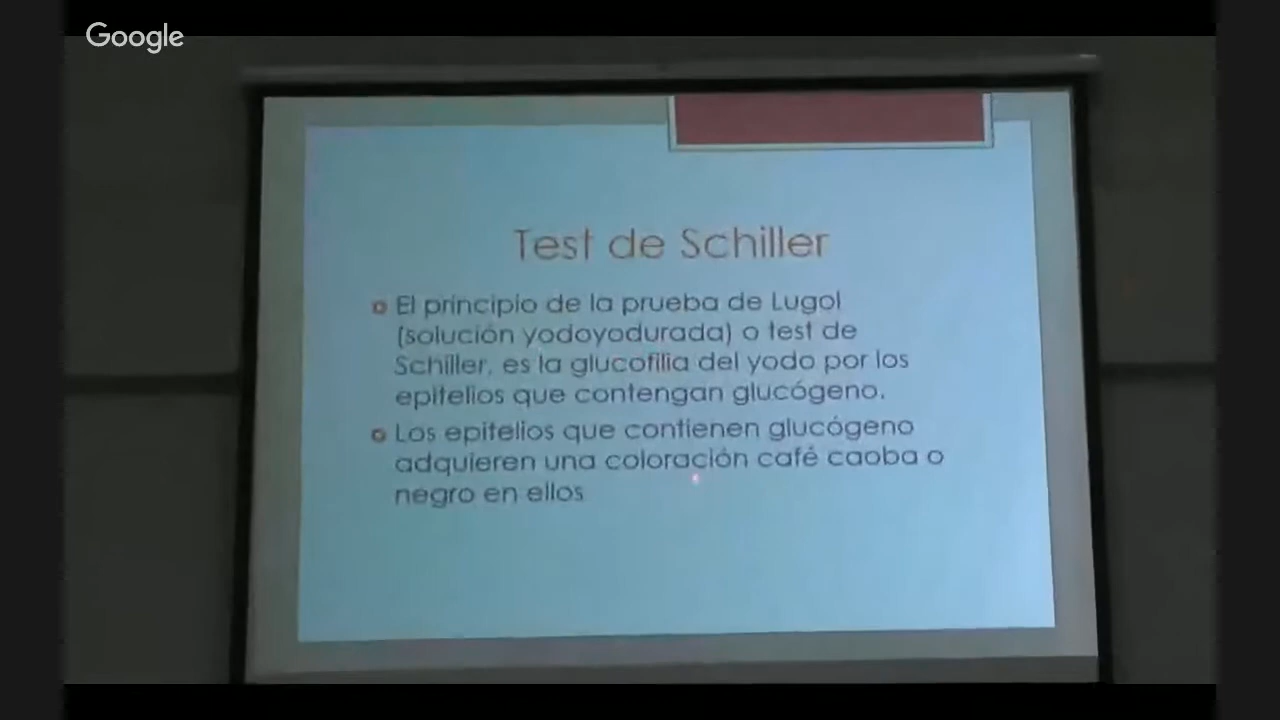 Google
Test de Schiller
El principio de la prueba de Lugol
(solución yodoyodurada) o test de
Schiller, es la glucofilia del yodo por los
epitelios que contengan glucógeno.
Los epitelios que contienen glucógeno
adquieren una coloración café caoba o
negro en ellos